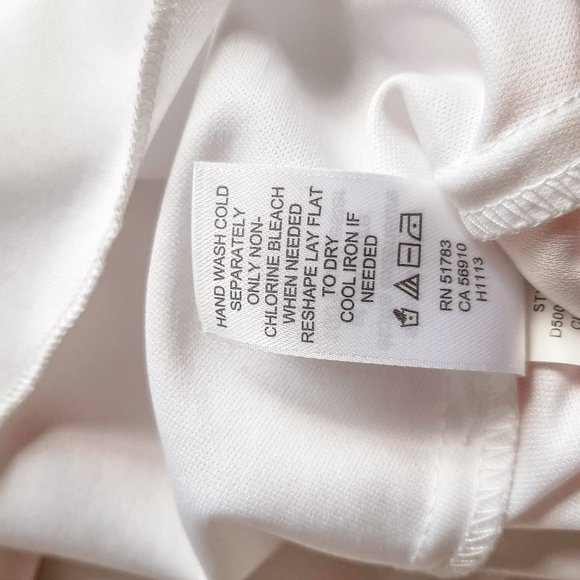 HAND WASH COLD
SEPARATELY
ONLY NON-
CHLORINE BLEACH
WHEN NEEDED
RESHAPE LAY FLAT
TO DRY
COOL IRON IF
NEEDED
RN 51783
CA 56910
H1113